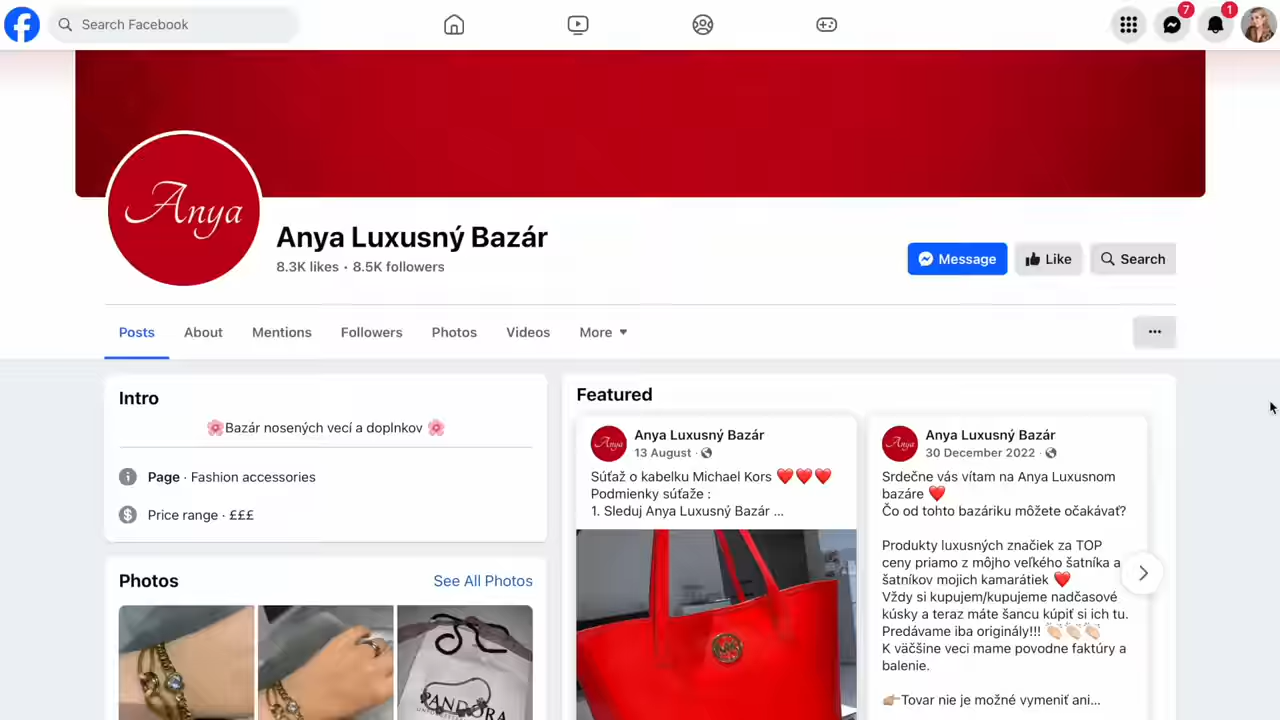 Search Facebook
7
1
Anya
Anya Luxusný Bazár
8.3K likes · 8.5K followers
Message
Like
Search
Posts
About
Mentions
Followers
Photos
Videos
More
Intro
🌸Bazár nosených vecí a doplnkov 🌸
Page · Fashion accessories
Price range · £££
Photos
See All Photos
PANDORA
Featured
Anya
Anya Luxusný Bazár
13 August ·
Súťaž o kabelku Michael Kors ❤️❤️❤️
Podmienky súťaže :
1. Sleduj Anya Luxusný Bazár ...
MK
Anya
Anya Luxusný Bazár
30 December 2022 ·
Srdečne vás vítam na Anya Luxusnom
bazáre ❤️
Čo od tohto bazáriku môžete očakávať?
Produkty luxusných značiek za TOP
ceny priamo z môjho veľkého šatníka a
šatníkov mojich kamarátiek ❤️
Vždy si kupujem/kupujeme nadčasové
kúsky a teraz máte šancu kúpiť si ich tu.
Predávame iba originály!!! 👏🏻👏🏻👏🏻
K väčšine veci mame povodne faktúry a
balenie.
👉🏻Tovar nie je možné vymeniť ani...